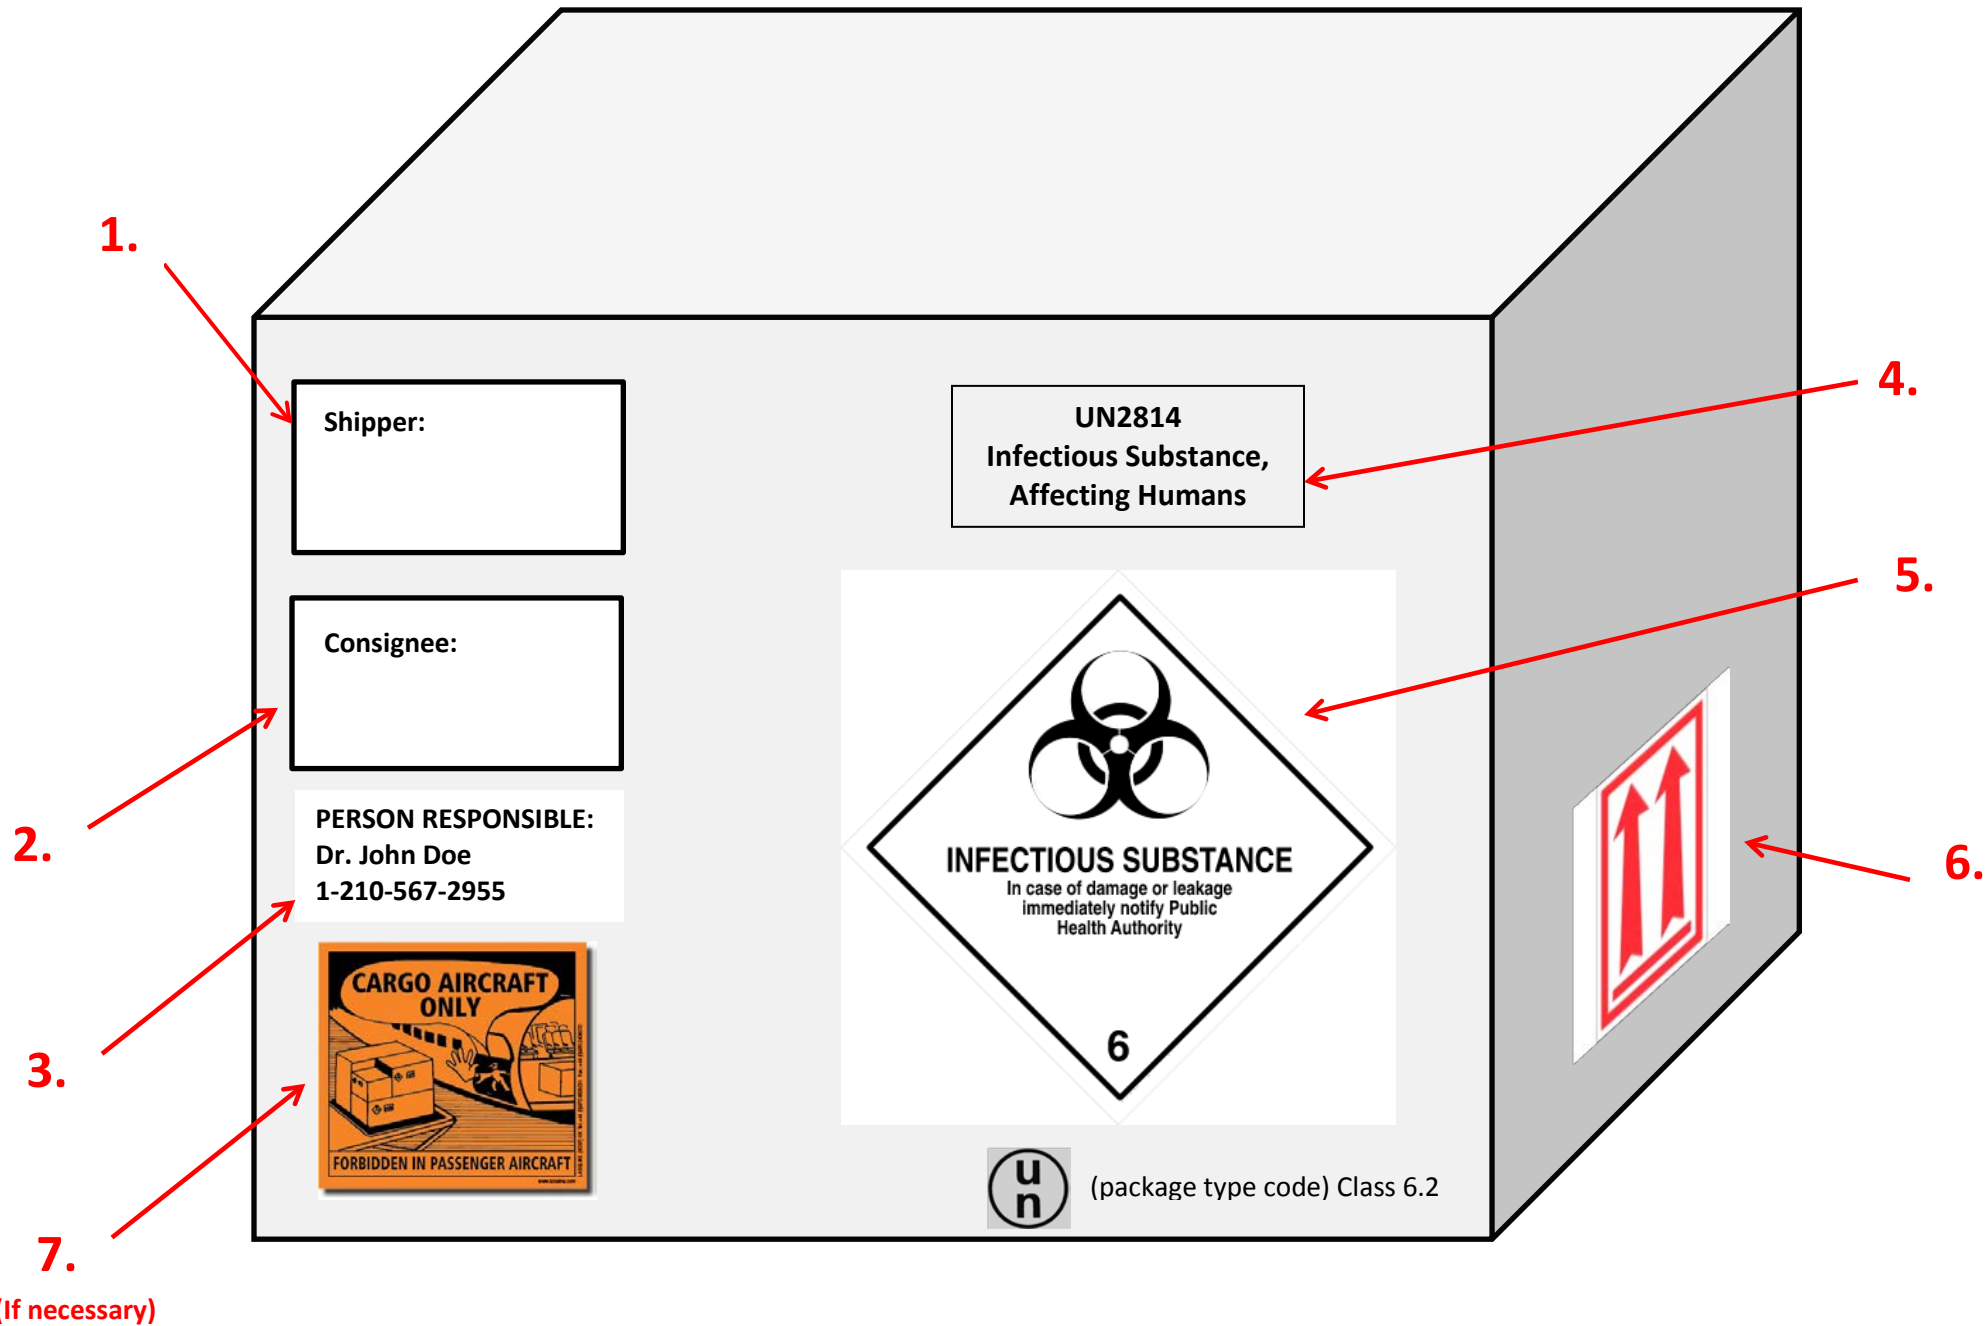 1.
Shipper:
4.
UN2814
Infectious Substance,
Affecting Humans
5.
Consignee:
2.
PERSON RESPONSIBLE:
Dr. John Doe
1-210-567-2955
INFECTIOUS SUBSTANCE
In case of damage or leakage
immediately notify Public
Health Authority
6
6.
3.
CARGO AIRCRAFT
ONLY
FORBIDDEN IN PASSENGER AIRCRAFT
un
(package type code) Class 6.2
7.
(If necessary)